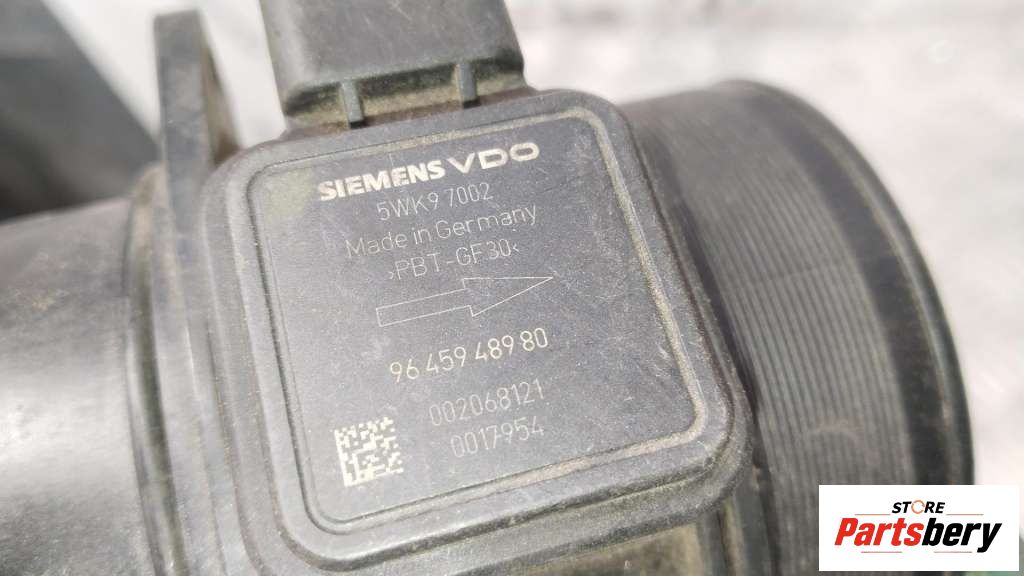 SIEMENS VDO
5WK9 7002
Made in Germany
›PBT-GF30‹
96 459 489 80
002068121
0017954
STORE
Partsbery